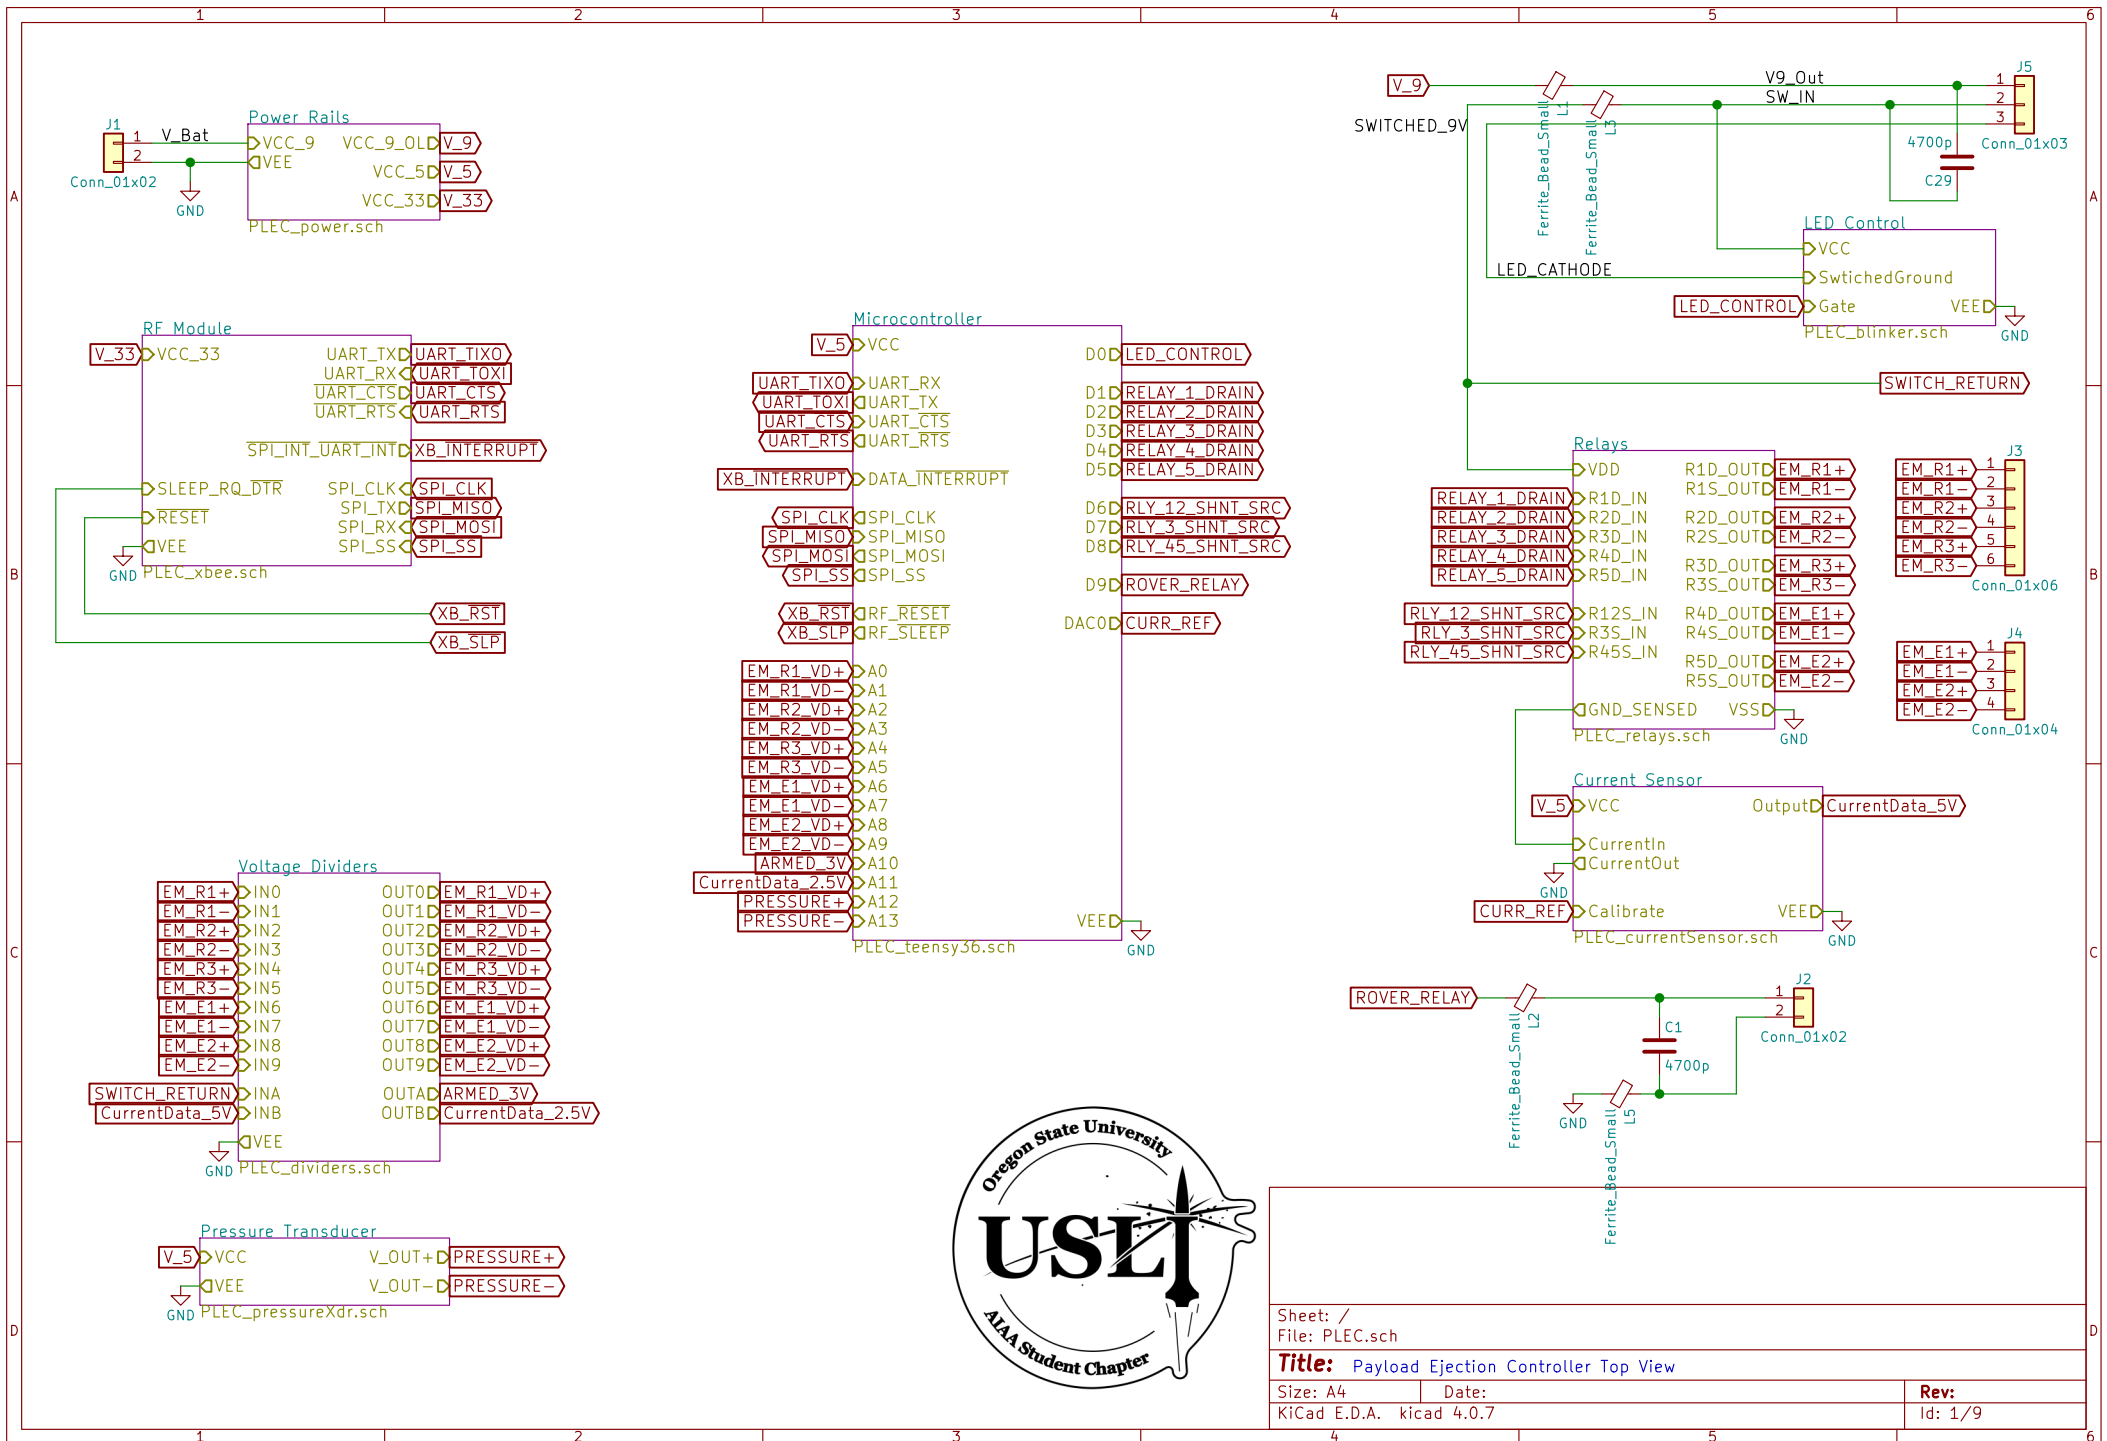 1 2 3 4 5 6
A
B
C
D
J1
1
2
V_Bat
Conn_01x02
GND
Power Rails
VCC_9 VCC_9_OL V_9
VEE
VCC_5 V_5
VCC_33 V_33
PLEC_power.sch
RF Module
V_33 VCC_33 UART_TX UART_TIXO
UART_RX UART_TOXI
UART_CTS UART_CTS
UART_RTS UART_RTS
SPI_INT_UART_INT XB_INTERRUPT
SLEEP_RQ_DTR SPI_CLK SPI_CLK
SPI_TX SPI_MISO
RESET SPI_RX SPI_MOSI
VEE SPI_SS SPI_SS
GND
PLEC_xbee.sch
XB_RST
XB_SLP
Voltage Dividers
EM_R1+ IN0 OUT0 EM_R1_VD+
EM_R1- IN1 OUT1 EM_R1_VD-
EM_R2+ IN2 OUT2 EM_R2_VD+
EM_R2- IN3 OUT3 EM_R2_VD-
EM_R3+ IN4 OUT4 EM_R3_VD+
EM_R3- IN5 OUT5 EM_R3_VD-
EM_E1+ IN6 OUT6 EM_E1_VD+
EM_E1- IN7 OUT7 EM_E1_VD-
EM_E2+ IN8 OUT8 EM_E2_VD+
EM_E2- IN9 OUT9 EM_E2_VD-
SWITCH_RETURN INA OUTA ARMED_3V
CurrentData_5V INB OUTB CurrentData_2.5V
VEE
GND
PLEC_dividers.sch
Pressure Transducer
V_5 VCC V_OUT+ PRESSURE+
VEE V_OUT- PRESSURE-
GND
PLEC_pressureXdr.sch
Microcontroller
V_5 VCC D0 LED_CONTROL
UART_TIXO UART_RX D1 RELAY_1_DRAIN
UART_TOXI UART_TX D2 RELAY_2_DRAIN
UART_CTS UART_CTS D3 RELAY_3_DRAIN
UART_RTS UART_RTS D4 RELAY_4_DRAIN
D5 RELAY_5_DRAIN
XB_INTERRUPT DATA_INTERRUPT
D6 RLY_12_SHNT_SRC
SPI_CLK SPI_CLK D7 RLY_3_SHNT_SRC
SPI_MISO SPI_MISO D8 RLY_45_SHNT_SRC
SPI_MOSI SPI_MOSI
SPI_SS SPI_SS D9 ROVER_RELAY
XB_RST RF_RESET DAC0 CURR_REF
XB_SLP RF_SLEEP
EM_R1_VD+ A0
EM_R1_VD- A1
EM_R2_VD+ A2
EM_R2_VD- A3
EM_R3_VD+ A4
EM_R3_VD- A5
EM_E1_VD+ A6
EM_E1_VD- A7
EM_E2_VD+ A8
EM_E2_VD- A9
ARMED_3V A10
CurrentData_2.5V A11
PRESSURE+ A12
PRESSURE- A13 VEE
GND
PLEC_teensy36.sch
V_9
L1
Ferrite_Bead_Small
L3
Ferrite_Bead_Small
V9_Out
SW_IN
SWITCHED_9V
J5
1
2
3
Conn_01x03
4700p
C29
LED Control
VCC
LED_CATHODE SwtichedGround
LED_CONTROL Gate VEE
GND
PLEC_blinker.sch
SWITCH_RETURN
Relays
VDD R1D_OUT EM_R1+
R1S_OUT EM_R1-
RELAY_1_DRAIN R1D_IN
RELAY_2_DRAIN R2D_IN R2D_OUT EM_R2+
RELAY_3_DRAIN R3D_IN R2S_OUT EM_R2-
RELAY_4_DRAIN R4D_IN R3D_OUT EM_R3+
RELAY_5_DRAIN R5D_IN R3S_OUT EM_R3-
RLY_12_SHNT_SRC R12S_IN R4D_OUT EM_E1+
RLY_3_SHNT_SRC R3S_IN R4S_OUT EM_E1-
RLY_45_SHNT_SRC R45S_IN R5D_OUT EM_E2+
R5S_OUT EM_E2-
GND_SENSED VSS
GND
PLEC_relays.sch
J3
EM_R1+ 1
EM_R1- 2
EM_R2+ 3
EM_R2- 4
EM_R3+ 5
EM_R3- 6
Conn_01x06
J4
EM_E1+ 1
EM_E1- 2
EM_E2+ 3
EM_E2- 4
Conn_01x04
Current Sensor
V_5 VCC Output CurrentData_5V
CurrentIn
CurrentOut
GND
CURR_REF Calibrate VEE
GND
PLEC_currentSensor.sch
ROVER_RELAY
L2
Ferrite_Bead_Small
C1
4700p
J2
1
2
Conn_01x02
GND
L5
Ferrite_Bead_Small
Oregon State University
USLI
AIAA Student Chapter
Sheet: /
File: PLEC.sch
Title: Payload Ejection Controller Top View
Size: A4 Date: Rev:
KiCad E.D.A. kicad 4.0.7 Id: 1/9
A
B
C
D
1 2 3 4 5 6